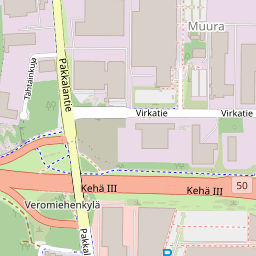 Muura
Tähtäinkuja
Pakkalantie
Virkatie
Virkatie
Kehä III
Kehä III
50
Veromiehenkylä
Pakkal